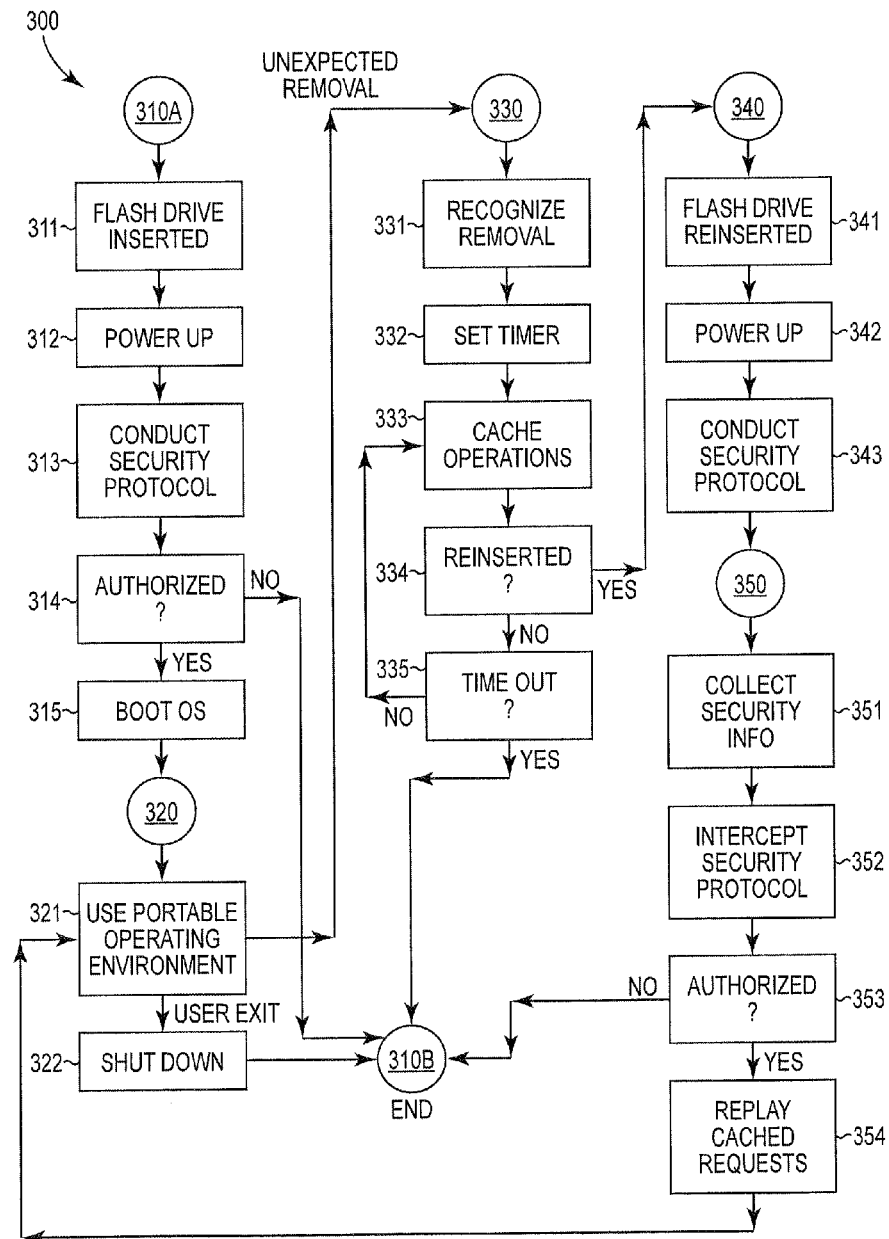 300
310A
311
FLASH DRIVE
INSERTED
312
POWER UP
313
CONDUCT
SECURITY
PROTOCOL
314
AUTHORIZED
?
NO
YES
315
BOOT OS
320
321
USE PORTABLE
OPERATING
ENVIRONMENT
USER EXIT
322
SHUT DOWN
UNEXPECTED
REMOVAL
330
331
RECOGNIZE
REMOVAL
332
SET TIMER
333
CACHE
OPERATIONS
334
REINSERTED
?
YES
NO
335
TIME OUT
?
NO
YES
310B
END
340
FLASH DRIVE
REINSERTED
341
POWER UP
342
CONDUCT
SECURITY
PROTOCOL
343
350
COLLECT
SECURITY
INFO
351
INTERCEPT
SECURITY
PROTOCOL
352
NO
AUTHORIZED
?
353
YES
REPLAY
CACHED
REQUESTS
354